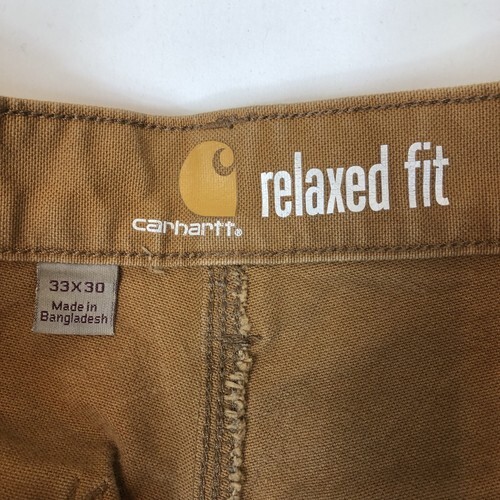 carhartt®
relaxed fit
33X30
Made in
Bangladesh